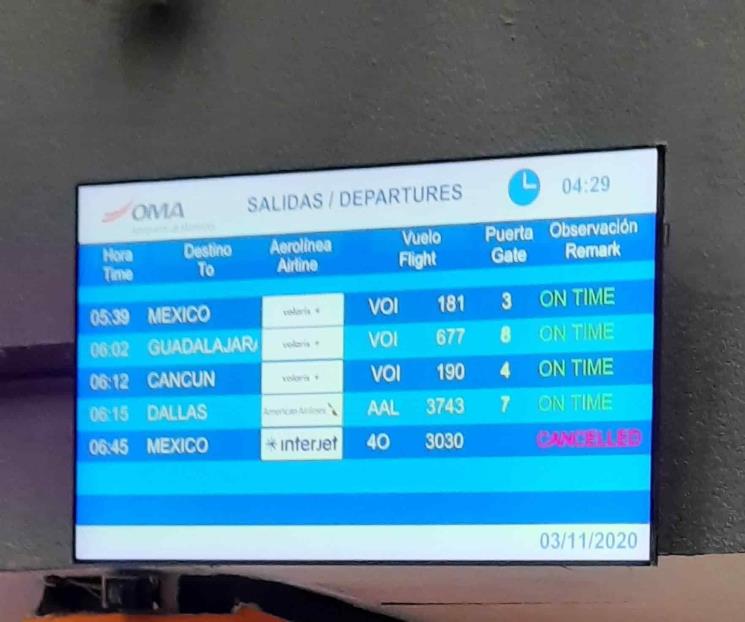 OMA
SALIDAS / DEPARTURES
04:29
Hora Destino Aerolínea Vuelo Puerta Observación
Time To Airline Flight Gate Remark
05:39 MEXICO volaris VOI 181 3 ON TIME
06:02 GUADALAJARA volaris VOI 677 8 ON TIME
06:12 CANCUN volaris VOI 190 4 ON TIME
06:15 DALLAS American Airlines AAL 3743 7 ON TIME
06:45 MEXICO interjet 4O 3030 CANCELLED
03/11/2020